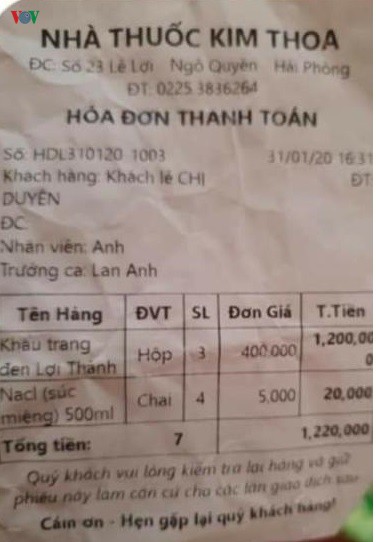 VOV
NHÀ THUỐC KIM THOA
ĐC: Số 23 Lê Lợi Ngô Quyền Hải Phòng
ĐT: 0225 3836264
HÓA ĐƠN THANH TOÁN
Số: HDL310120 1003 31/01/20 16:31
Khách hàng: Khách lẻ CHỊ ĐT:
DUYÊN
ĐC
Nhân viên: Anh
Trưởng ca: Lan Anh
Tên Hàng ĐVT SL Đơn Giá T.Tiền
Khẩu trang Hộp 3 400,000 1,200,00
đen Lợi Thành 0
Nacl (súc Chai 4 5,000 20,000
miệng) 500ml
Tổng tiền: 7 1,220,000
Quý khách vui lòng kiểm tra lại hàng và giữ
phiếu này làm căn cứ cho các lần giao dịch sau
Cám ơn - Hẹn gặp lại quý khách hàng!